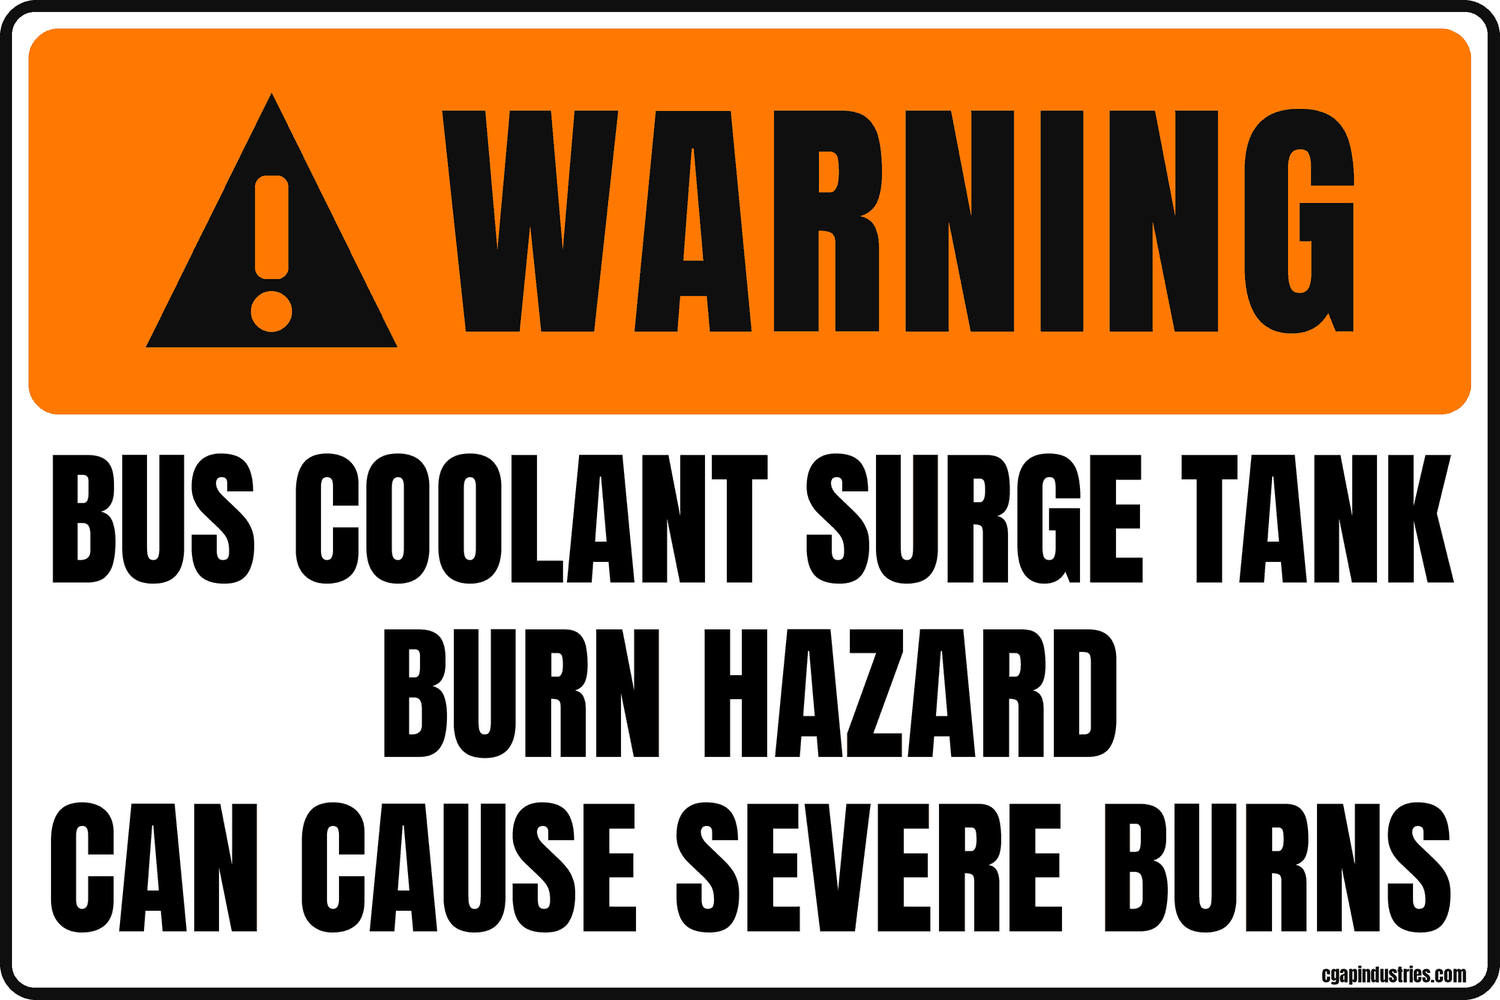 WARNING
BUS COOLANT SURGE TANK
BURN HAZARD
CAN CAUSE SEVERE BURNS
cgapindustries.com